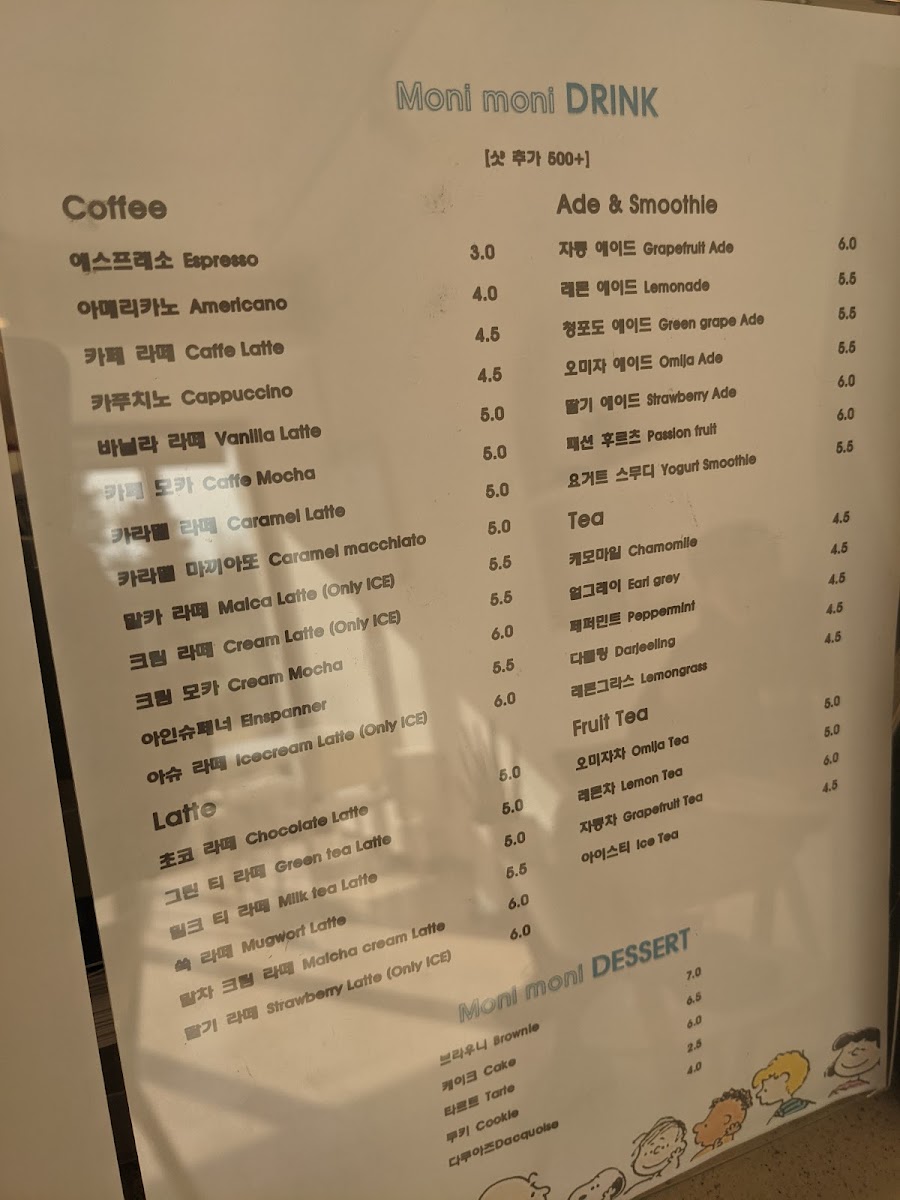 Moni moni DRINK
[샷 추가 500+]
Coffee
에스프레소 Espresso 3.0
아메리카노 Americano 4.0
카페 라떼 Caffe Latte 4.5
카푸치노 Cappuccino 4.5
바닐라 라떼 Vanilla Latte 5.0
카페 모카 Caffe Mocha 5.0
카라멜 라떼 Caramel Latte 5.0
카라멜 마끼아또 Caramel macchiato 5.0
말카 라떼 Malca Latte (Only ICE) 5.5
크림 라떼 Cream Latte (Only ICE) 5.5
크림 모카 Cream Mocha 6.0
아인슈페너 Einspanner 5.5
아슈 라떼 Icecream Latte (Only ICE) 6.0
Latte
초코 라떼 Chocolate Latte 5.0
그린 티 라떼 Green tea Latte 5.0
밀크 티 라떼 Milk tea Latte 5.0
쑥 라떼 Mugwort Latte 5.5
말차 크림 라떼 Malcha cream Latte 6.0
딸기 라떼 Strawberry Latte (Only ICE) 6.0
Ade & Smoothie
자몽 에이드 Grapefruit Ade 6.0
레몬 에이드 Lemonade 5.5
청포도 에이드 Green grape Ade 5.5
오미자 에이드 Omija Ade 5.5
딸기 에이드 Strawberry Ade 6.0
패션 후르츠 Passion fruit 6.0
요거트 스무디 Yogurt Smoothie 5.5
Tea
캐모마일 Chamomile 4.5
얼그레이 Earl grey 4.5
페퍼민트 Peppermint 4.5
다즐링 Darjeeling 4.5
레몬그라스 Lemongrass 4.5
Fruit Tea
오미자차 Omija Tea 5.0
레몬차 Lemon Tea 5.0
자몽차 Grapefruit Tea 6.0
아이스티 Ice Tea 4.5
Moni moni DESSERT
브라우니 Brownie 7.0
케이크 Cake 6.5
타르트 Tarte 6.0
쿠키 Cookie 2.5
다쿠아즈Dacquoise 4.0